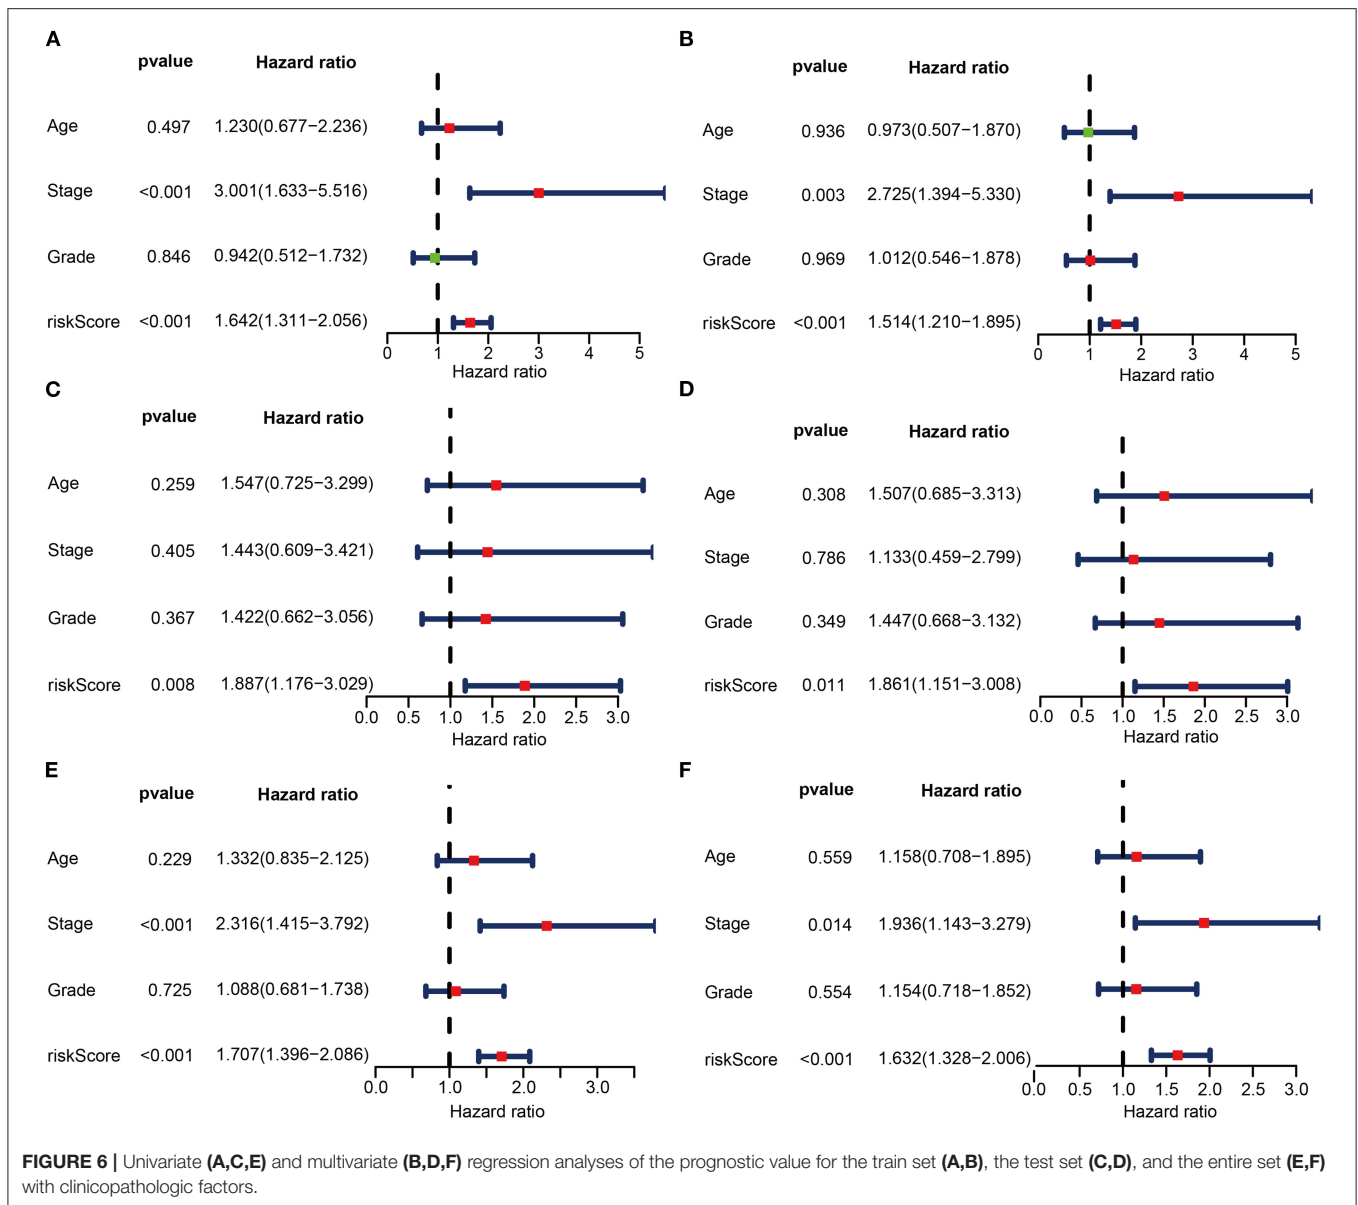 A
pvalue Hazard ratio
Age 0.497 1.230(0.677−2.236)
Stage <0.001 3.001(1.633−5.516)
Grade 0.846 0.942(0.512−1.732)
riskScore <0.001 1.642(1.311−2.056)
0 1 2 3 4 5
Hazard ratio
B
pvalue Hazard ratio
Age 0.936 0.973(0.507−1.870)
Stage 0.003 2.725(1.394−5.330)
Grade 0.969 1.012(0.546−1.878)
riskScore <0.001 1.514(1.210−1.895)
0 1 2 3 4 5
Hazard ratio
C
pvalue Hazard ratio
Age 0.259 1.547(0.725−3.299)
Stage 0.405 1.443(0.609−3.421)
Grade 0.367 1.422(0.662−3.056)
riskScore 0.008 1.887(1.176−3.029)
0.0 0.5 1.0 1.5 2.0 2.5 3.0
Hazard ratio
D
pvalue Hazard ratio
Age 0.308 1.507(0.685−3.313)
Stage 0.786 1.133(0.459−2.799)
Grade 0.349 1.447(0.668−3.132)
riskScore 0.011 1.861(1.151−3.008)
0.0 0.5 1.0 1.5 2.0 2.5 3.0
Hazard ratio
E
pvalue Hazard ratio
Age 0.229 1.332(0.835−2.125)
Stage <0.001 2.316(1.415−3.792)
Grade 0.725 1.088(0.681−1.738)
riskScore <0.001 1.707(1.396−2.086)
0.0 1.0 2.0 3.0
Hazard ratio
F
pvalue Hazard ratio
Age 0.559 1.158(0.708−1.895)
Stage 0.014 1.936(1.143−3.279)
Grade 0.554 1.154(0.718−1.852)
riskScore <0.001 1.632(1.328−2.006)
0.0 0.5 1.0 1.5 2.0 2.5 3.0
Hazard ratio
FIGURE 6 | Univariate (A,C,E) and multivariate (B,D,F) regression analyses of the prognostic value for the train set (A,B), the test set (C,D), and the entire set (E,F)
with clinicopathologic factors.